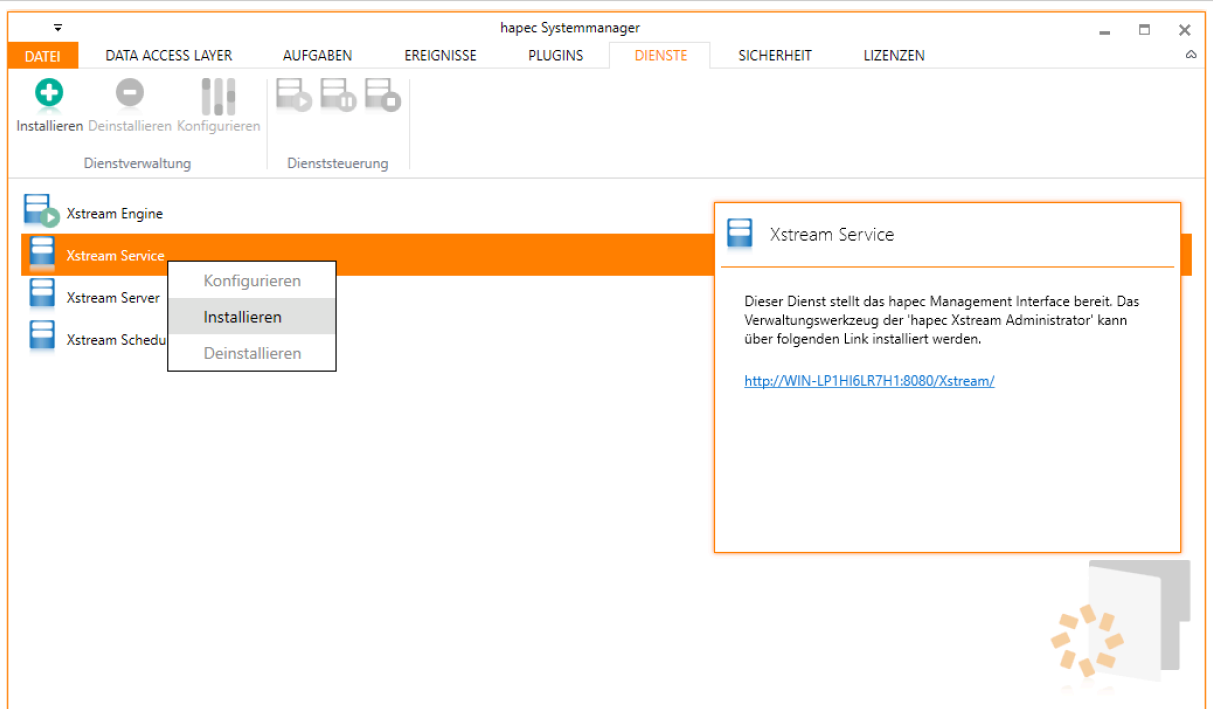 hapec Systemmanager
DATEI DATA ACCESS LAYER AUFGABEN EREIGNISSE PLUGINS DIENSTE SICHERHEIT LIZENZEN
Installieren Deinstallieren Konfigurieren
Dienstverwaltung Dienststeuerung
Xstream Engine
Xstream Service
Xstream Server
Xstream Schedu
Konfigurieren
Installieren
Deinstallieren
Xstream Service
Dieser Dienst stellt das hapec Management Interface bereit. Das
Verwaltungswerkzeug der 'hapec Xstream Administrator' kann
über folgenden Link installiert werden.
http://WIN-LP1HI6LR7H1:8080/Xstream/